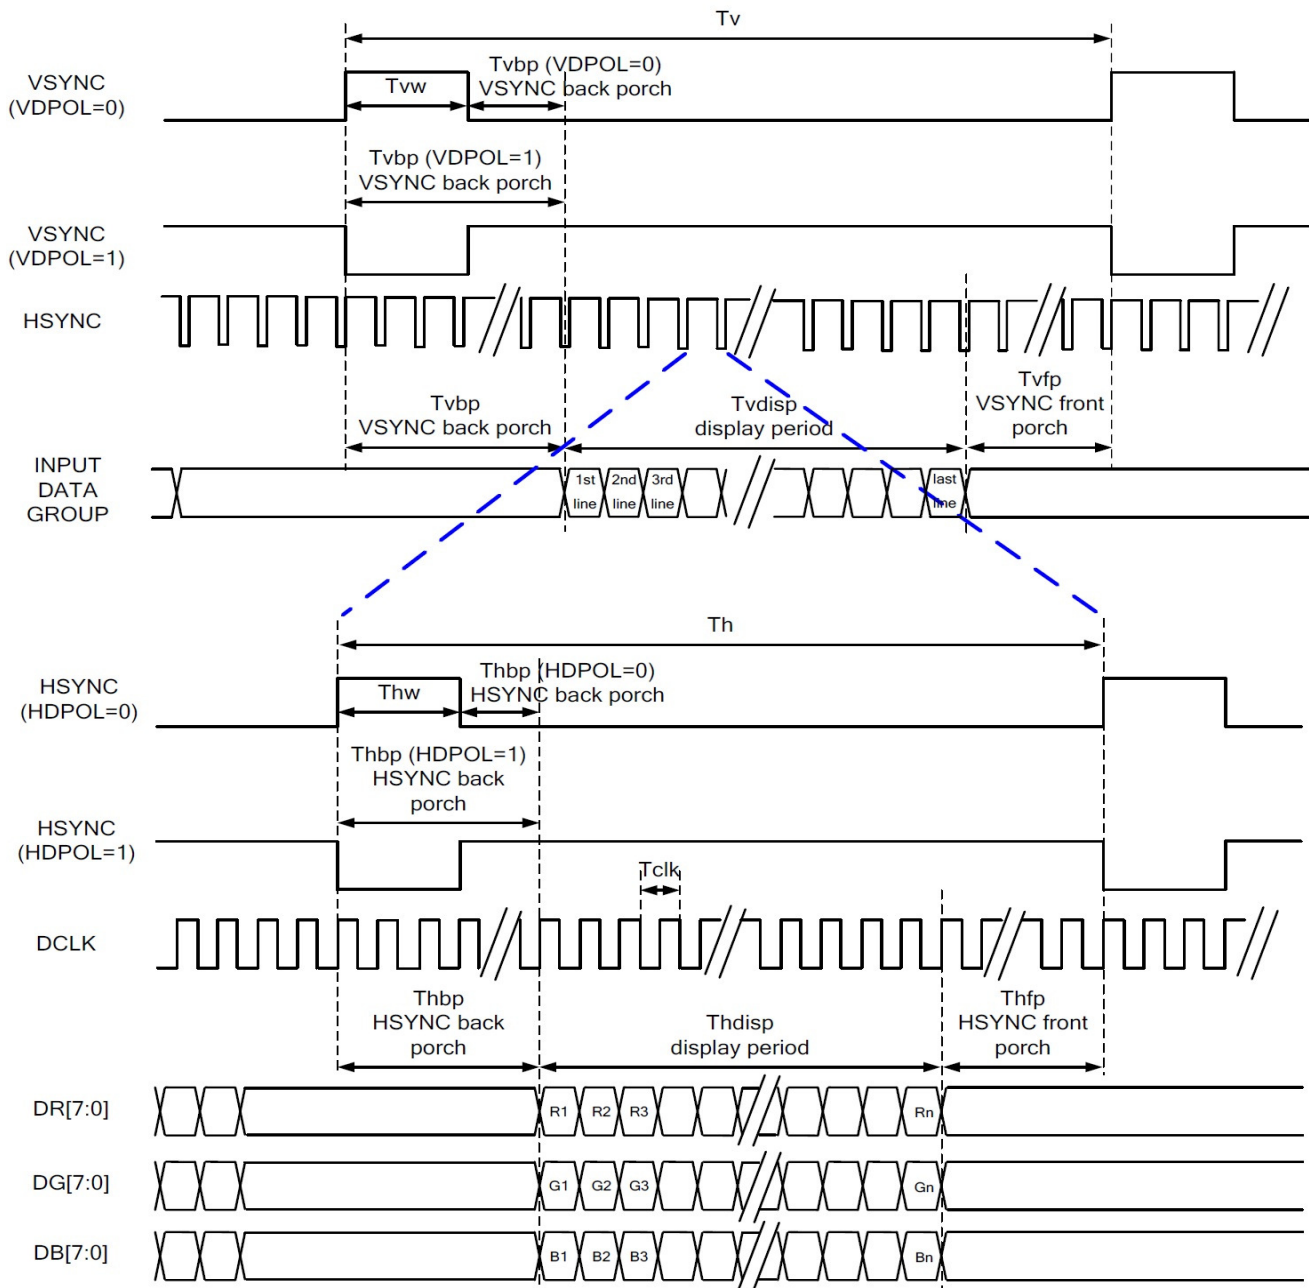 Tv
VSYNC
(VDPOL=0)
Tvw
Tvbp (VDPOL=0)
VSYNC back porch
Tvbp (VDPOL=1)
VSYNC back porch
VSYNC
(VDPOL=1)
HSYNC
Tvbp
VSYNC back porch
Tvdisp
display period
Tvfp
VSYNC front
porch
INPUT
DATA
GROUP
1st
line
2nd
line
3rd
line
last
line
Th
HSYNC
(HDPOL=0)
Thw
Thbp (HDPOL=0)
HSYNC back porch
Thbp (HDPOL=1)
HSYNC back
porch
HSYNC
(HDPOL=1)
Tclk
DCLK
Thbp
HSYNC back
porch
Thdisp
display period
Thfp
HSYNC front
porch
DR[7:0]
R1 R2 R3 Rn
DG[7:0]
G1 G2 G3 Gn
DB[7:0]
B1 B2 B3 Bn